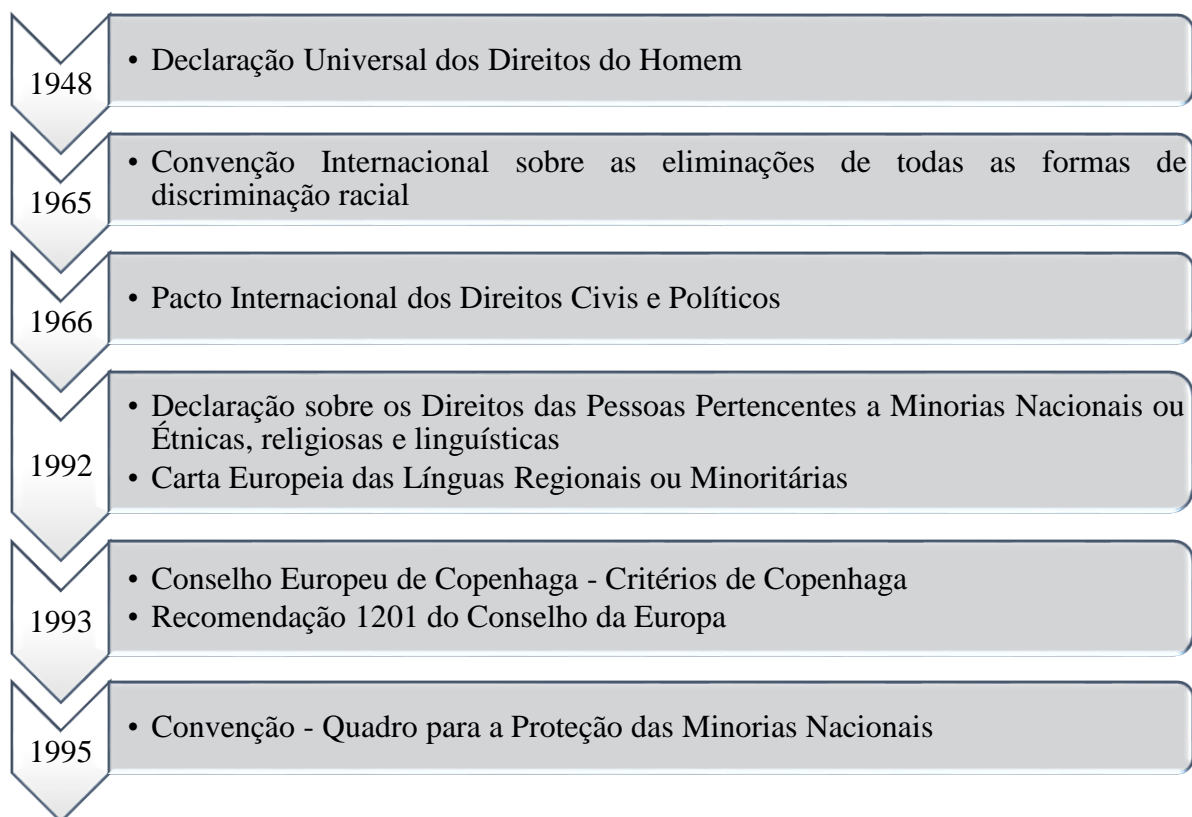 1948
• Declaração Universal dos Direitos do Homem
1965
• Convenção Internacional sobre as eliminações de todas as formas de
discriminação racial
1966
• Pacto Internacional dos Direitos Civis e Políticos
1992
• Declaração sobre os Direitos das Pessoas Pertencentes a Minorias Nacionais ou
Étnicas, religiosas e linguísticas
• Carta Europeia das Línguas Regionais ou Minoritárias
1993
• Conselho Europeu de Copenhaga - Critérios de Copenhaga
• Recomendação 1201 do Conselho da Europa
1995
• Convenção - Quadro para a Proteção das Minorias Nacionais